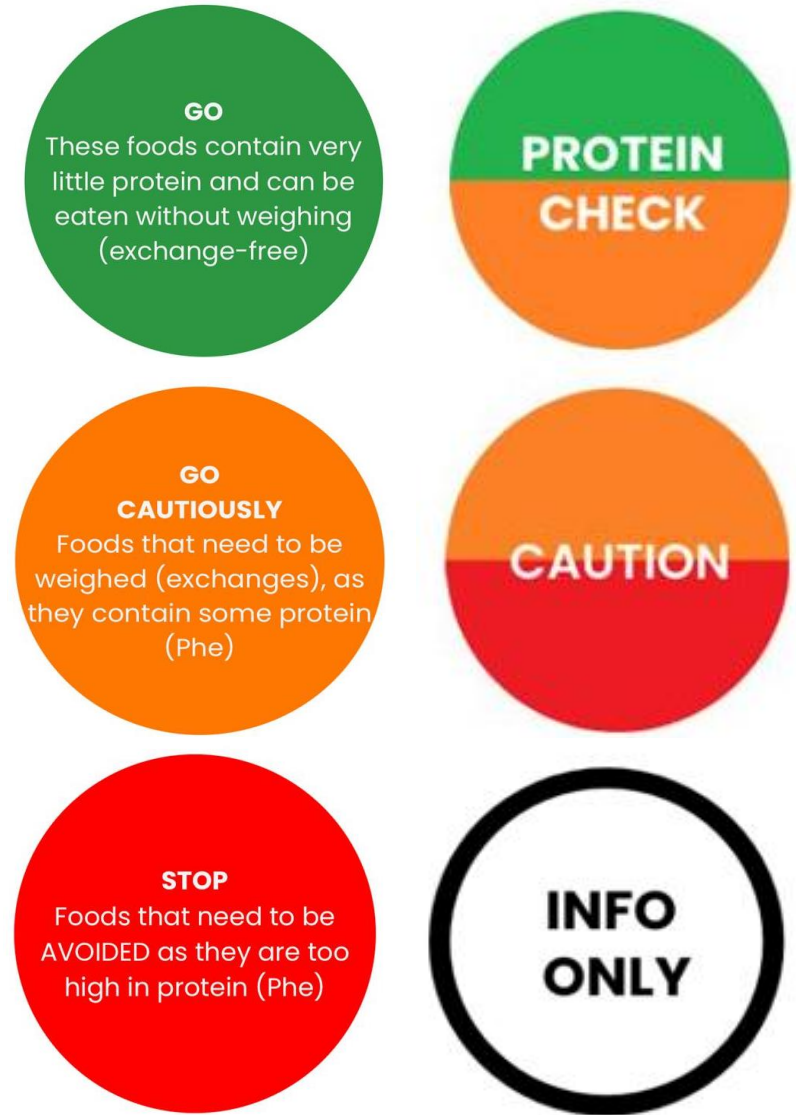 GO
These foods contain very
little protein and can be
eaten without weighing
(exchange-free)
PROTEIN
CHECK
GO
CAUTIOUSLY
Foods that need to be
weighed (exchanges), as
they contain some protein
(Phe)
CAUTION
STOP
Foods that need to be
AVOIDED as they are too
high in protein (Phe)
INFO
ONLY